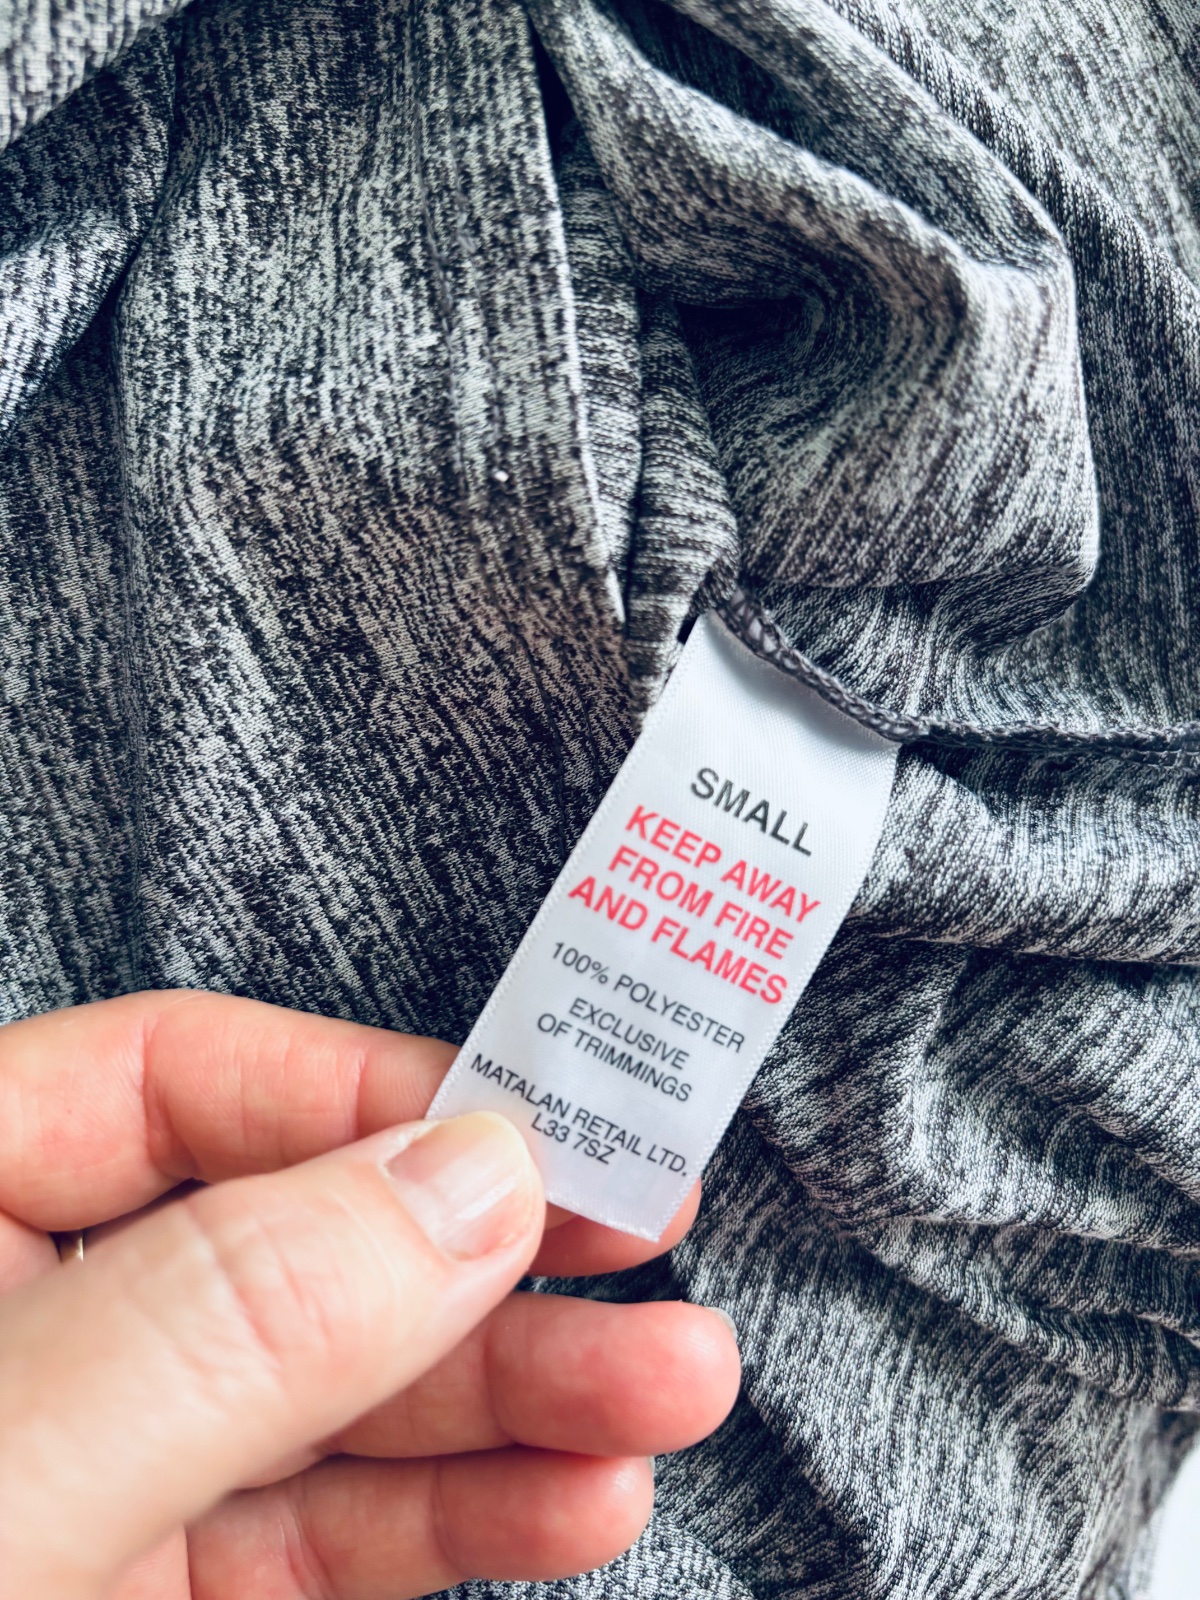 SMALL
KEEP AWAY
FROM FIRE
AND FLAMES
100% POLYESTER
EXCLUSIVE
OF TRIMMINGS
MATALAN RETAIL LTD.
L33 7SZ